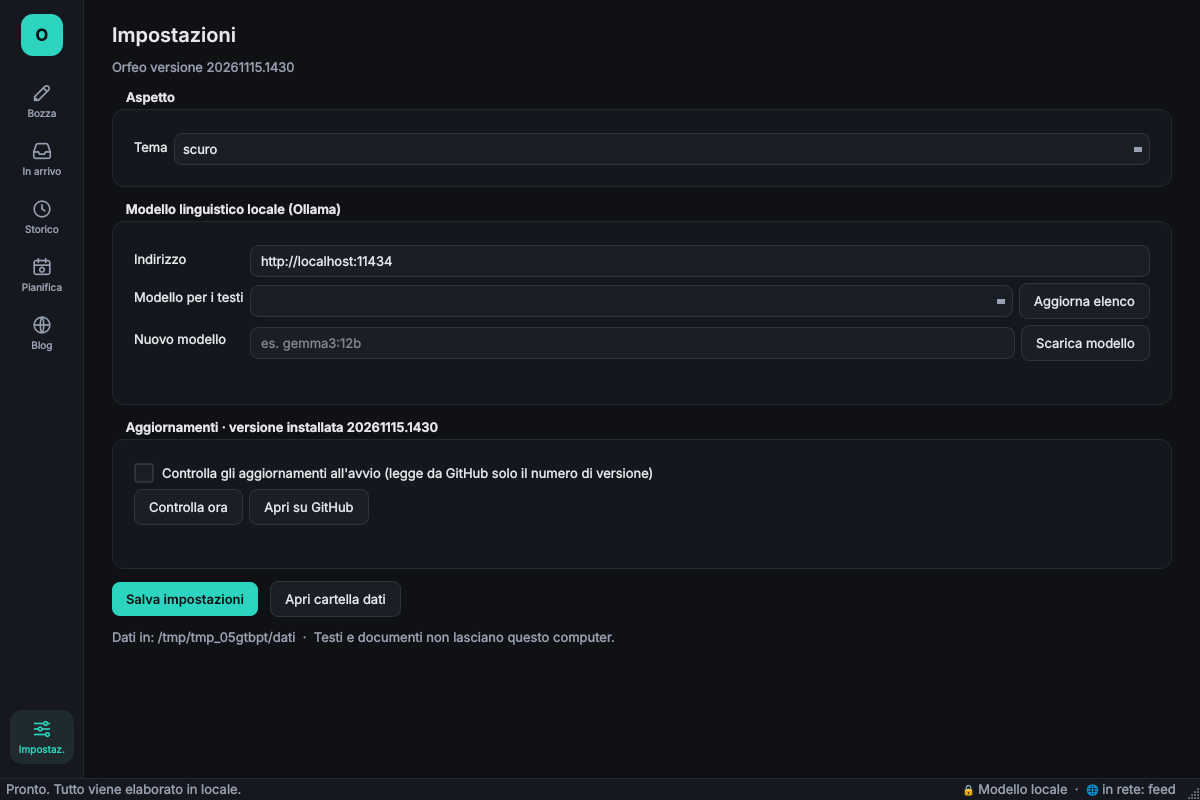 O
Bozza
In arrivo
Storico
Pianifica
Blog
Impostaz.
Impostazioni
Orfeo versione 20261115.1430
Aspetto
Tema scuro
Modello linguistico locale (Ollama)
Indirizzo http://localhost:11434
Modello per i testi Aggiorna elenco
Nuovo modello es. gemma3:12b Scarica modello
Aggiornamenti · versione installata 20261115.1430
Controlla gli aggiornamenti all'avvio (legge da GitHub solo il numero di versione)
Controlla ora Apri su GitHub
Salva impostazioni Apri cartella dati
Dati in: /tmp/tmp_05gtbpt/dati · Testi e documenti non lasciano questo computer.
Pronto. Tutto viene elaborato in locale. 🔒 Modello locale · 🌐 in rete: feed